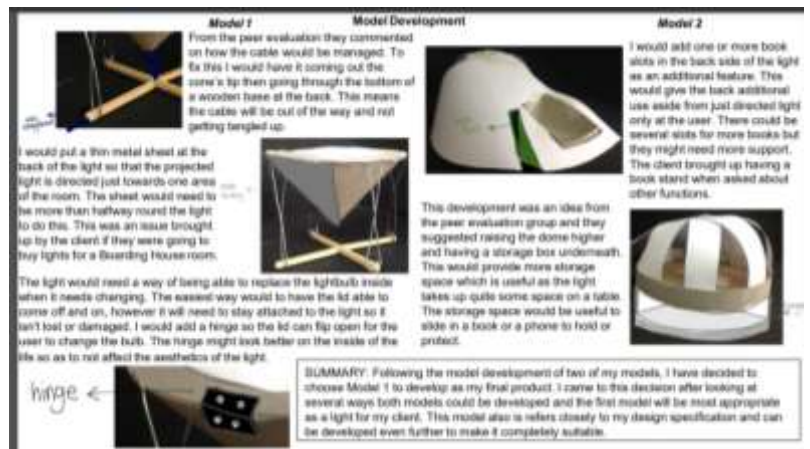 Model Development
Model 1
From the peer evaluation they commented
on how the cable would be managed. To
fix this I would have it coming out the
cone's tip then going through the bottom of
a wooden base at the back. This means
the cable will be out of the way and not
getting tangled up.
I would put a thin metal sheet at the
back of the light so that the projected
light is directed just towards one area
of the room. The sheet would need to
be more than halfway round the light
to do this. This was an issue brought
up by the client if they were going to
buy lights for a Boarding House room.
The light would need a way of being able to replace the lightbulb inside
when it needs changing. The easiest way would to have the lid able to
come off and on, however it will need to stay attached to the light so it
isn't lost or damaged. I would add a hinge so the lid can flip open for the
user to change the bulb. The hinge might look better on the inside of the
life so as to not affect the aesthetics of the light.
hinge
Model 2
I would add one or more book
slots in the back side of the light
as an additional feature. This
would give the back additional
use aside from just directed light
only at the user. There could be
several slots for more books but
they might need more support.
The client brought up having a
book stand when asked about
other functions.
This development was an idea from
the peer evaluation group and they
suggested raising the dome higher
and having a storage box underneath.
This would provide more storage
space which is useful as the light
takes up quite some space on a table.
The storage space would be useful to
slide in a book or a phone to hold or
protect.
SUMMARY: Following the model development of two of my models, I have decided to
choose Model 1 to develop as my final product. I came to this decision after looking at
several ways both models could be developed and the first model will be most appropriate
as a light for my client. This model also is refers closely to my design specification and can
be developed even further to make it completely suitable.